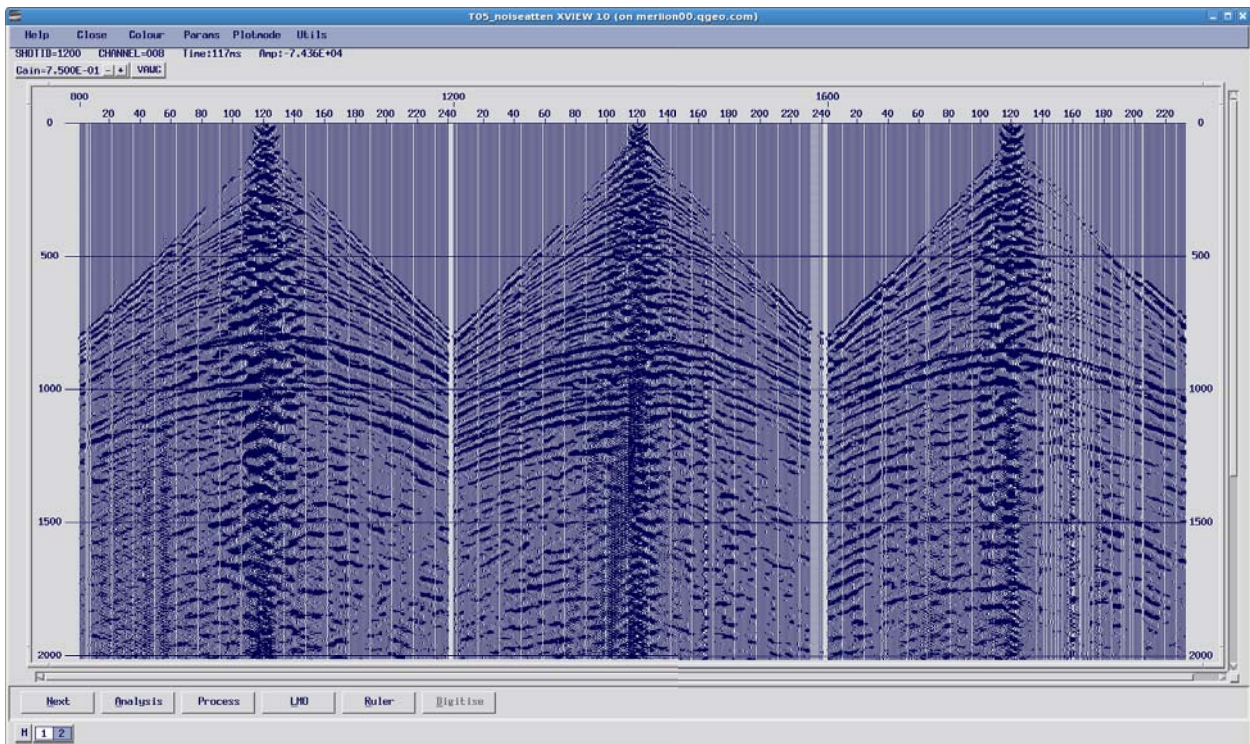 T05_noiseatten XVIEW 10 (on merlion00.qgeo.com)
Help Close Colour Params Plotmode Utils
SHOTID=1200 CHANNEL=008 Time:117ms Amp:-7.436E+04
Gain=7.500E-01 - + VAWG
800 1200 1600
20 40 60 80 100 120 140 160 180 200 220 240 20 40 60 80 100 120 140 160 180 200 220 240 20 40 60 80 100 120 140 160 180 200 220
0 0
500 500
1000 1000
1500 1500
2000 2000
Next Analysis Process LMO Ruler Digitise
M 1 2